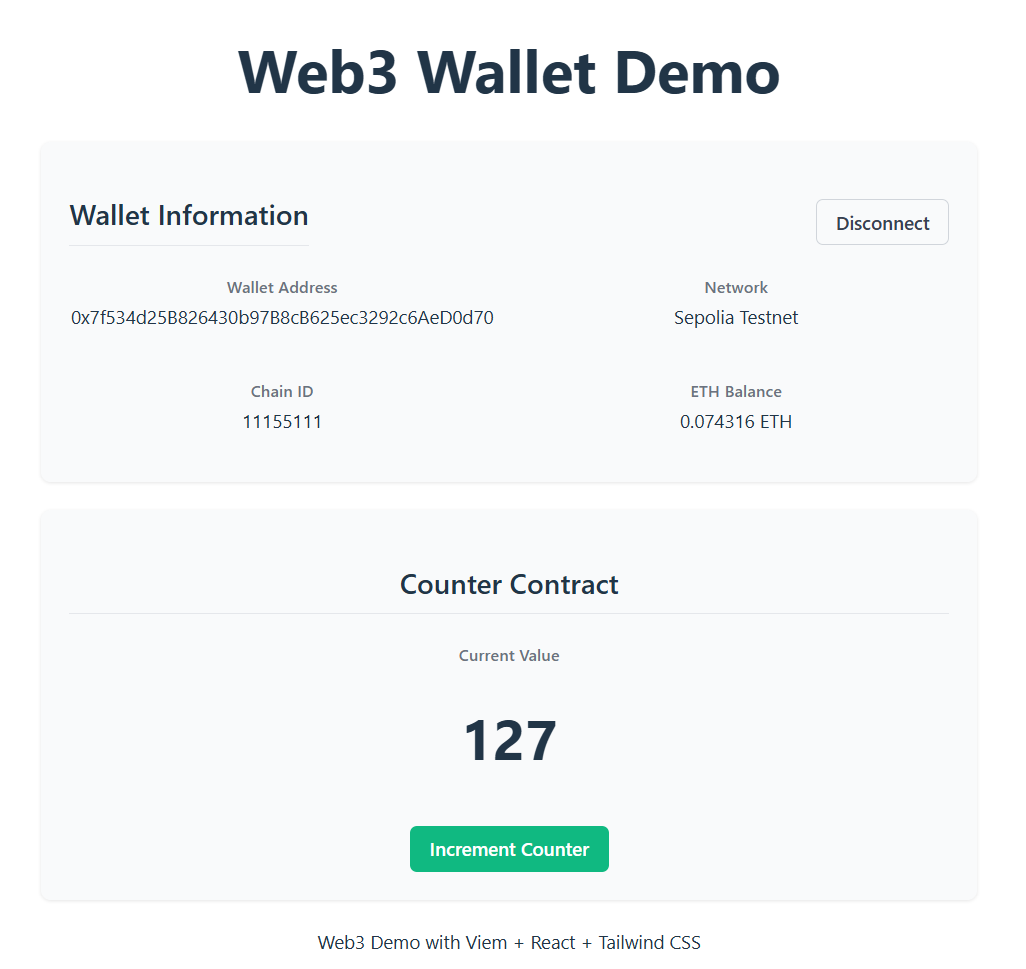 Web3 Wallet Demo
Wallet Information
Disconnect
Wallet Address
0x7f534d25B826430b97B8cB625ec3292c6AeD0d70
Network
Sepolia Testnet
Chain ID
11155111
ETH Balance
0.074316 ETH
Counter Contract
Current Value
127
Increment Counter
Web3 Demo with Viem + React + Tailwind CSS